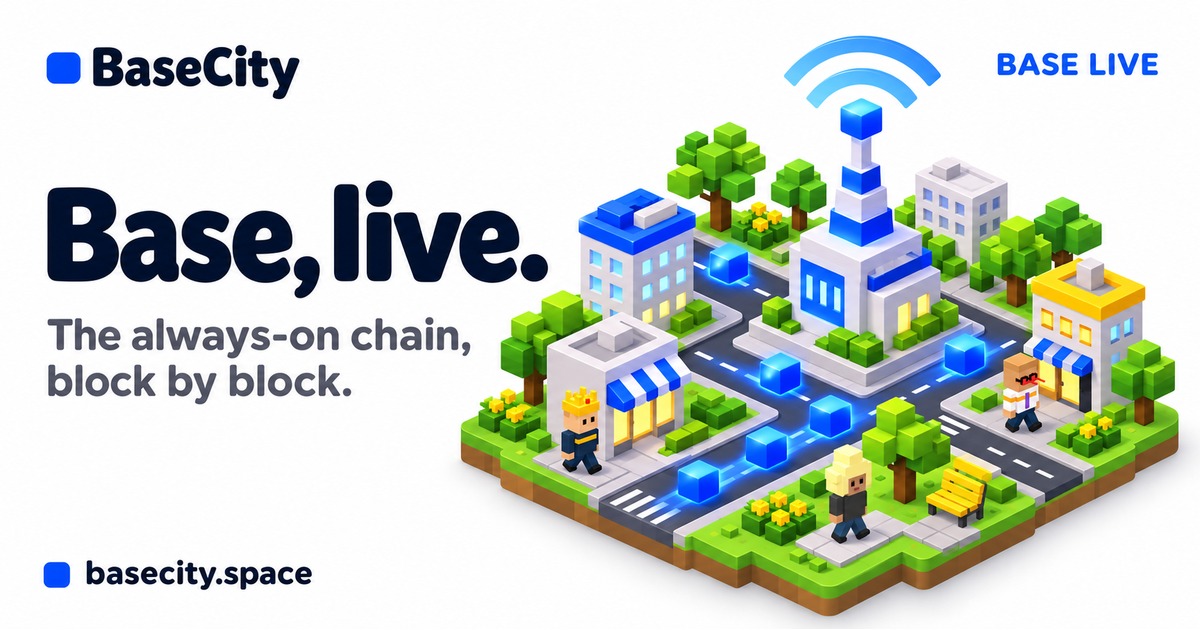 BaseCity
BASE LIVE
Base, live.
The always-on chain,
block by block.
basecity.space